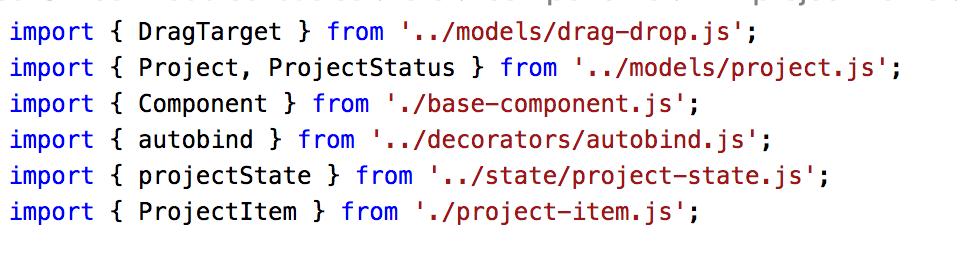 import { DragTarget } from '../models/drag-drop.js';
import { Project, ProjectStatus } from '../models/project.js';
import { Component } from './base-component.js';
import { autobind } from '../decorators/autobind.js';
import { projectState } from '../state/project-state.js';
import { ProjectItem } from './project-item.js';